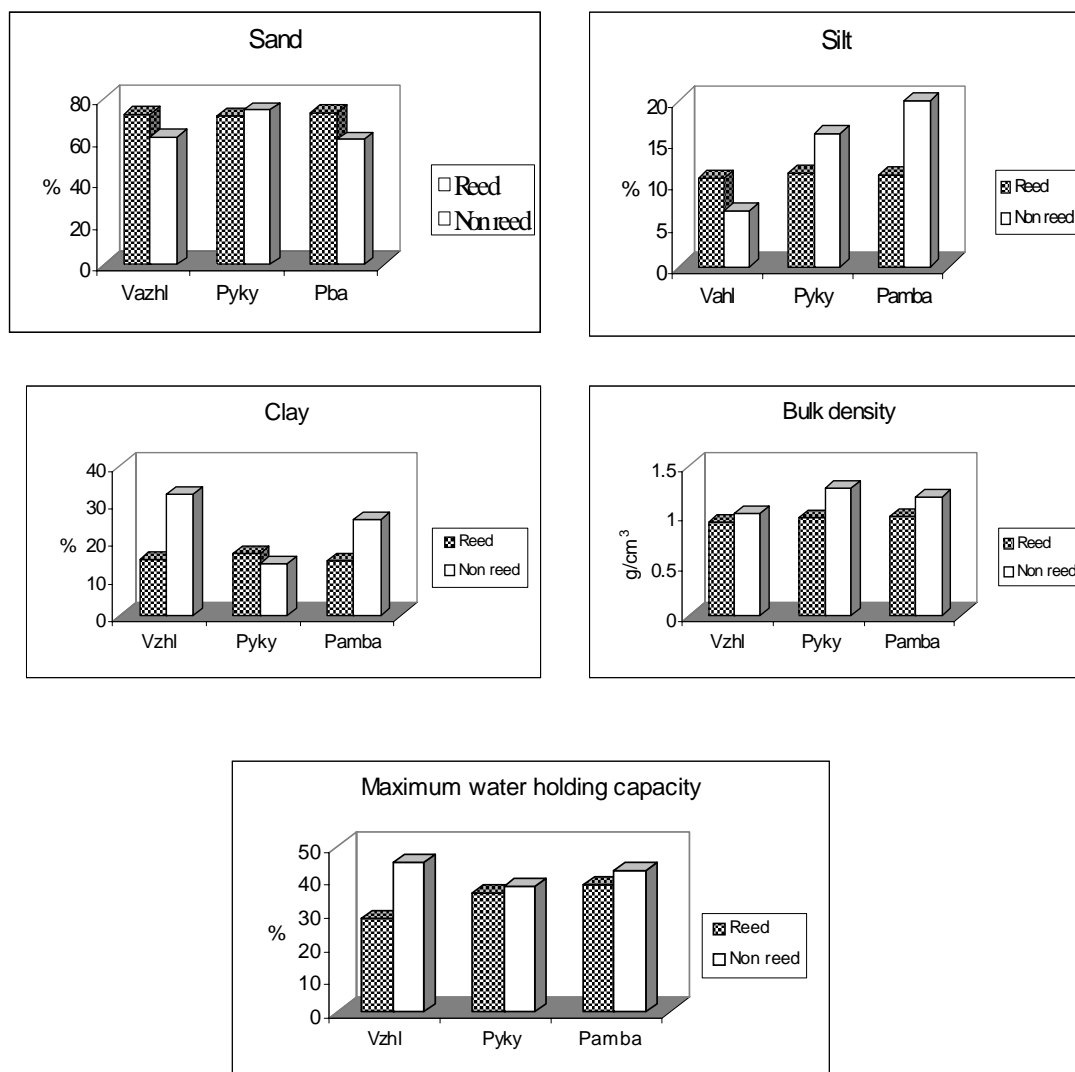 Sand
80
60
40
20
0
%
Vazhl Pyky Pba
Reed
Non reed
Silt
20
15
10
5
0
%
Vahl Pyky Pamba
Reed
Non reed
Clay
40
30
20
10
0
%
Vzhl Pyky Pamba
Reed
Non reed
Bulk density
1.5
1
0.5
0
g/cm³
Vzhl Pyky Pamba
Reed
Non reed
Maximum water holding capacity
50
40
30
20
10
0
%
Vzhl Pyky Pamba
Reed
Non reed